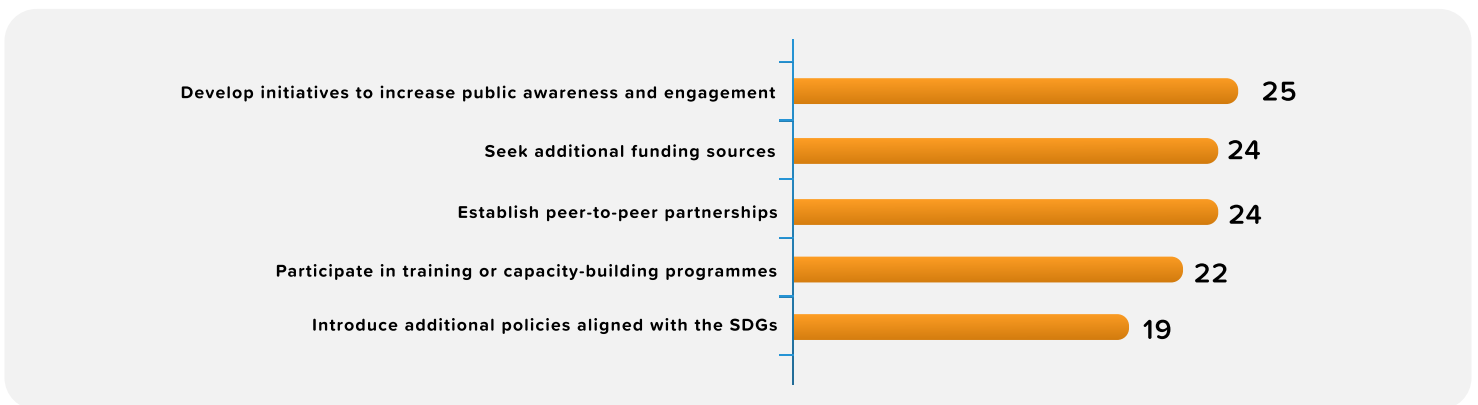 Develop initiatives to increase public awareness and engagement 25
Seek additional funding sources 24
Establish peer-to-peer partnerships 24
Participate in training or capacity-building programmes 22
Introduce additional policies aligned with the SDGs 19